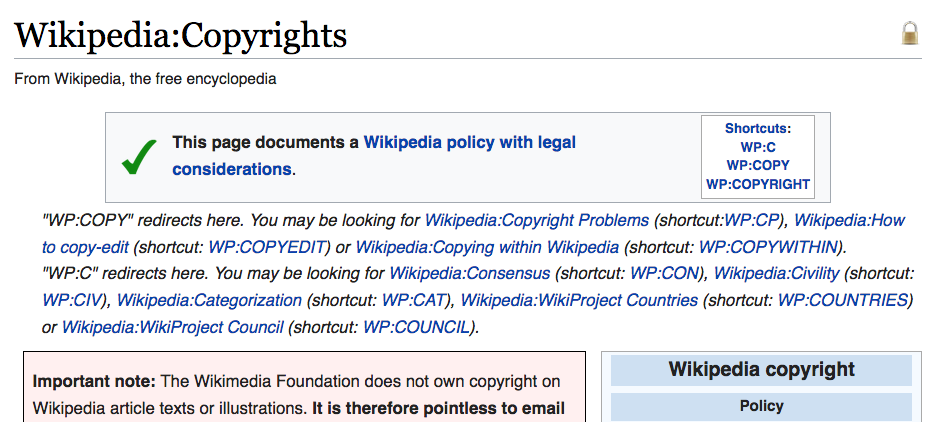 Wikipedia:Copyrights
From Wikipedia, the free encyclopedia
This page documents a Wikipedia policy with legal
considerations.
Shortcuts:
WP:C
WP:COPY
WP:COPYRIGHT
"WP:COPY" redirects here. You may be looking for Wikipedia:Copyright Problems (shortcut:WP:CP), Wikipedia:How
to copy-edit (shortcut: WP:COPYEDIT) or Wikipedia:Copying within Wikipedia (shortcut: WP:COPYWITHIN).
"WP:C" redirects here. You may be looking for Wikipedia:Consensus (shortcut: WP:CON), Wikipedia:Civility (shortcut:
WP:CIV), Wikipedia:Categorization (shortcut: WP:CAT), Wikipedia:WikiProject Countries (shortcut: WP:COUNTRIES)
or Wikipedia:WikiProject Council (shortcut: WP:COUNCIL).
Important note: The Wikimedia Foundation does not own copyright on
Wikipedia article texts or illustrations. It is therefore pointless to email
Wikipedia copyright
Policy